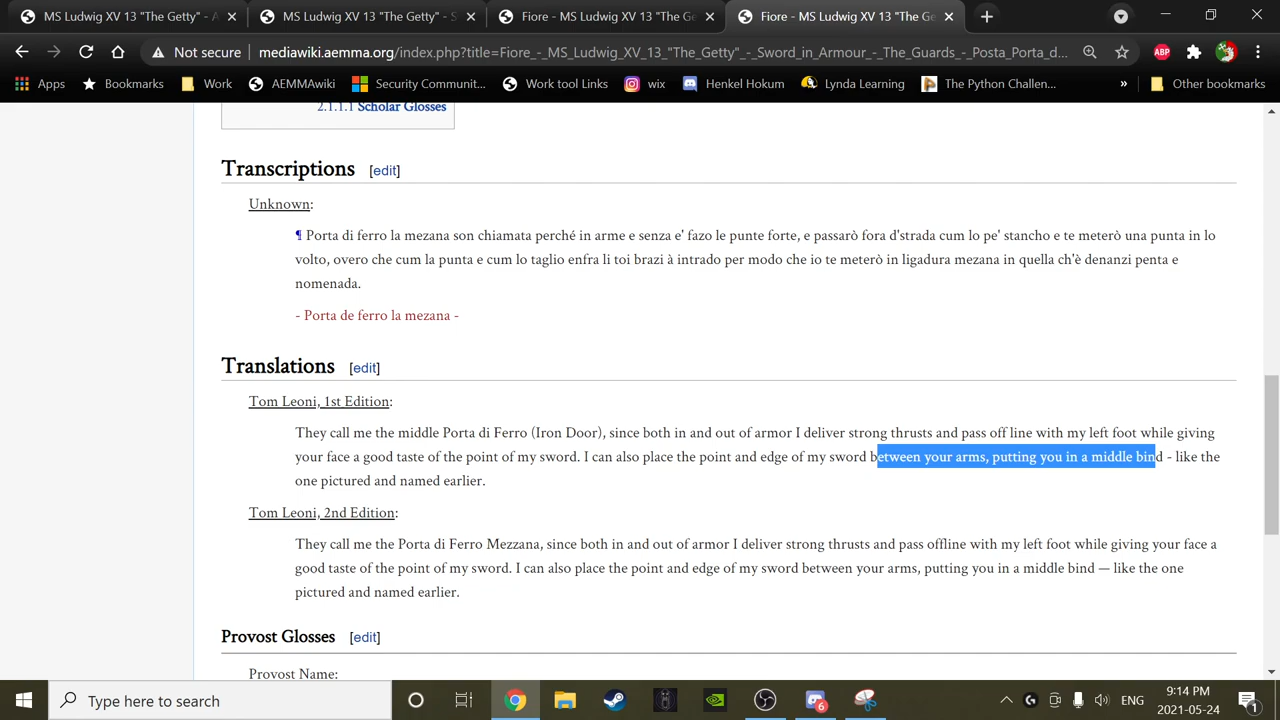 MS Ludwig XV 13 "The Getty" - A
MS Ludwig XV 13 "The Getty" - S
Fiore - MS Ludwig XV 13 "The Ge
Fiore - MS Ludwig XV 13 "The Ge
Not secure
mediawiki.aemma.org/index.php?title=Fiore_-_MS_Ludwig_XV_13_"The_Getty"_-_Sword_in_Armour_-_The_Guards_-_Posta_Porta_d...
ABP
Apps
Bookmarks
Work
AEMMAwiki
Security Communit...
Work tool Links
wix
Henkel Hokum
Lynda Learning
The Python Challen...
»
Other bookmarks
2.1.1.1 Scholar Glosses
Transcriptions [edit]
Unknown:
¶ Porta di ferro la mezana son chiamata perché in arme e senza e' fazo le punte forte, e passarò fora d'strada cum lo pe' stancho e te meterò una punta in lo
volto, overo che cum la punta e cum lo taglio enfra li toi brazi à intrado per modo che io te meterò in ligadura mezana in quella ch'è denanzi penta e
nomenada.
- Porta de ferro la mezana -
Translations [edit]
Tom Leoni, 1st Edition:
They call me the middle Porta di Ferro (Iron Door), since both in and out of armor I deliver strong thrusts and pass off line with my left foot while giving
your face a good taste of the point of my sword. I can also place the point and edge of my sword between your arms, putting you in a middle bind - like the
one pictured and named earlier.
Tom Leoni, 2nd Edition:
They call me the Porta di Ferro Mezzana, since both in and out of armor I deliver strong thrusts and pass offline with my left foot while giving your face a
good taste of the point of my sword. I can also place the point and edge of my sword between your arms, putting you in a middle bind — like the one
pictured and named earlier.
Provost Glosses [edit]
Provost Name:
Type here to search
6
ENG
9:14 PM
2021-05-24
1